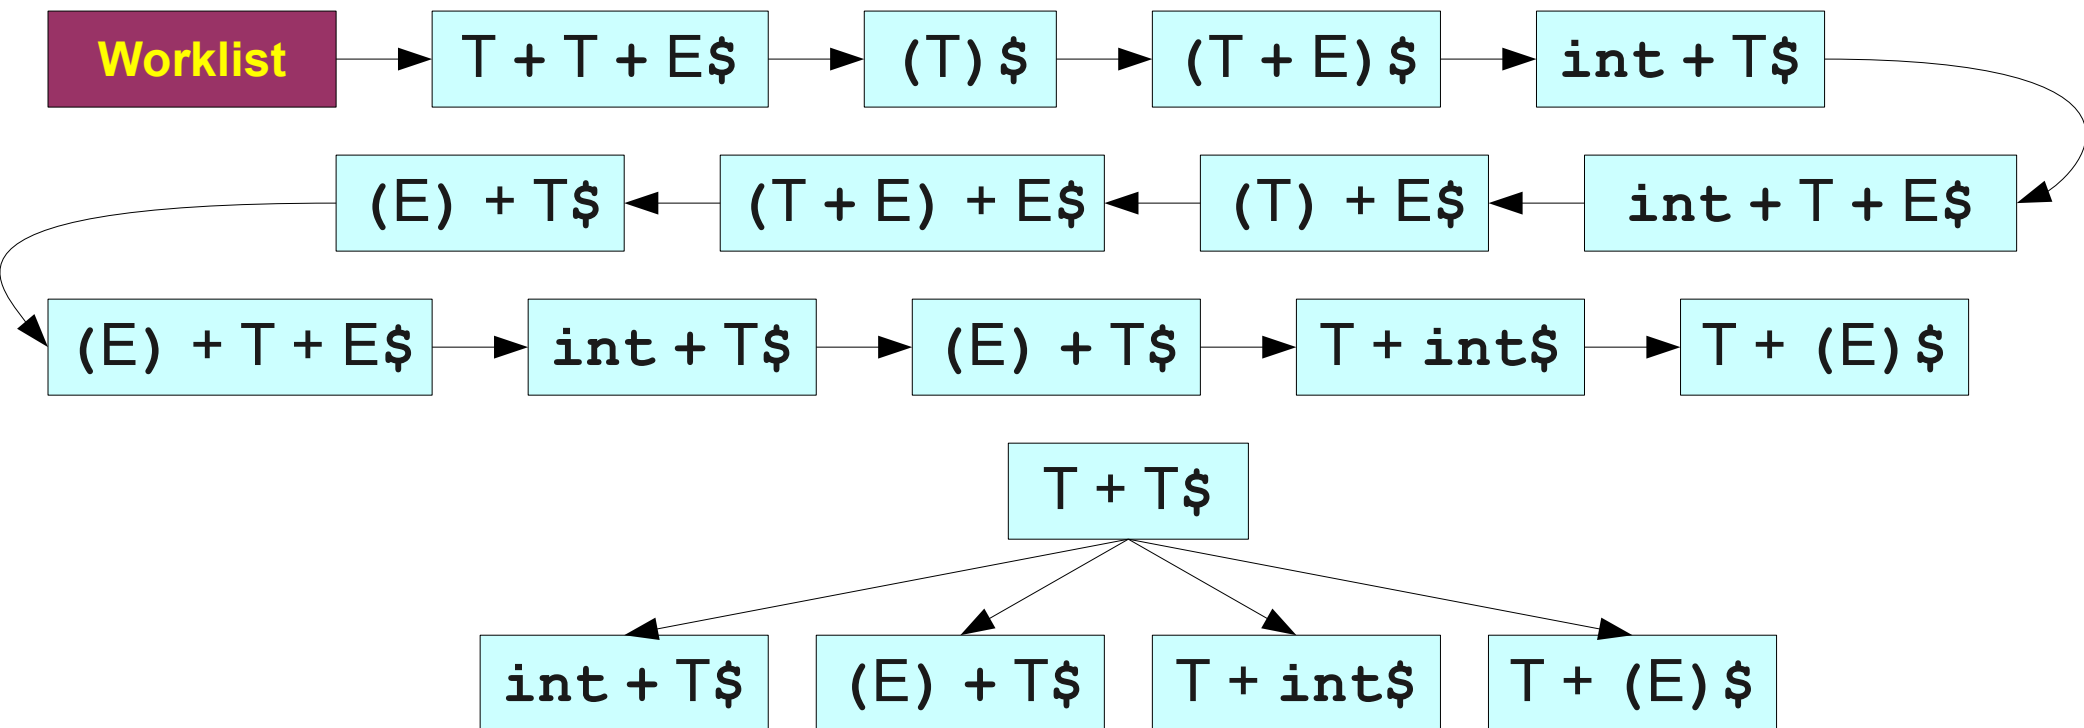 Worklist T + T + E$ (T)$ (T + E)$ int + T$
(E) + T$ (T + E) + E$ (T) + E$ int + T + E$
(E) + T + E$ int + T$ (E) + T$ T + int$ T + (E)$
T + T$
int + T$ (E) + T$ T + int$ T + (E)$